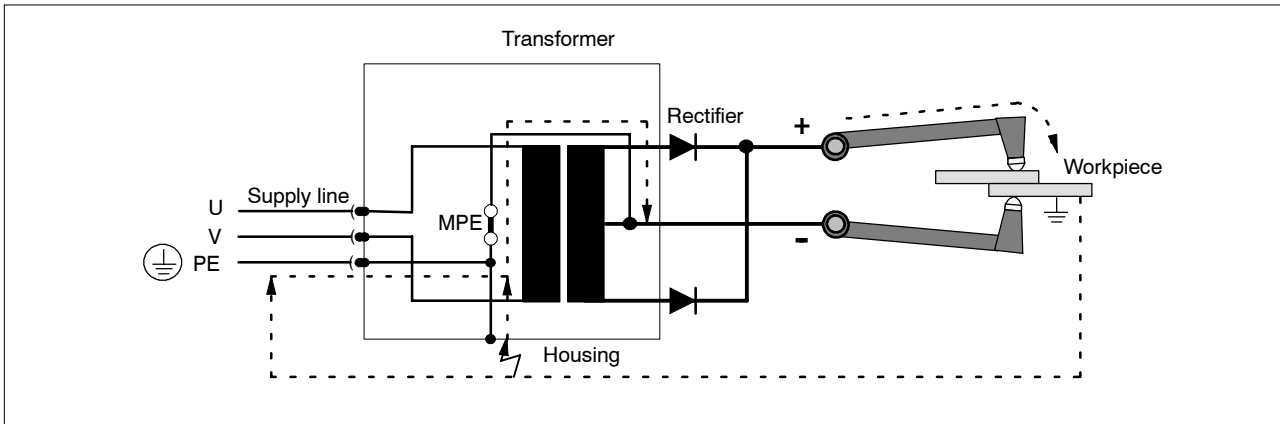 Transformer
Rectifier
+
Workpiece
Supply line
U
MPE
V
-
PE
Housing